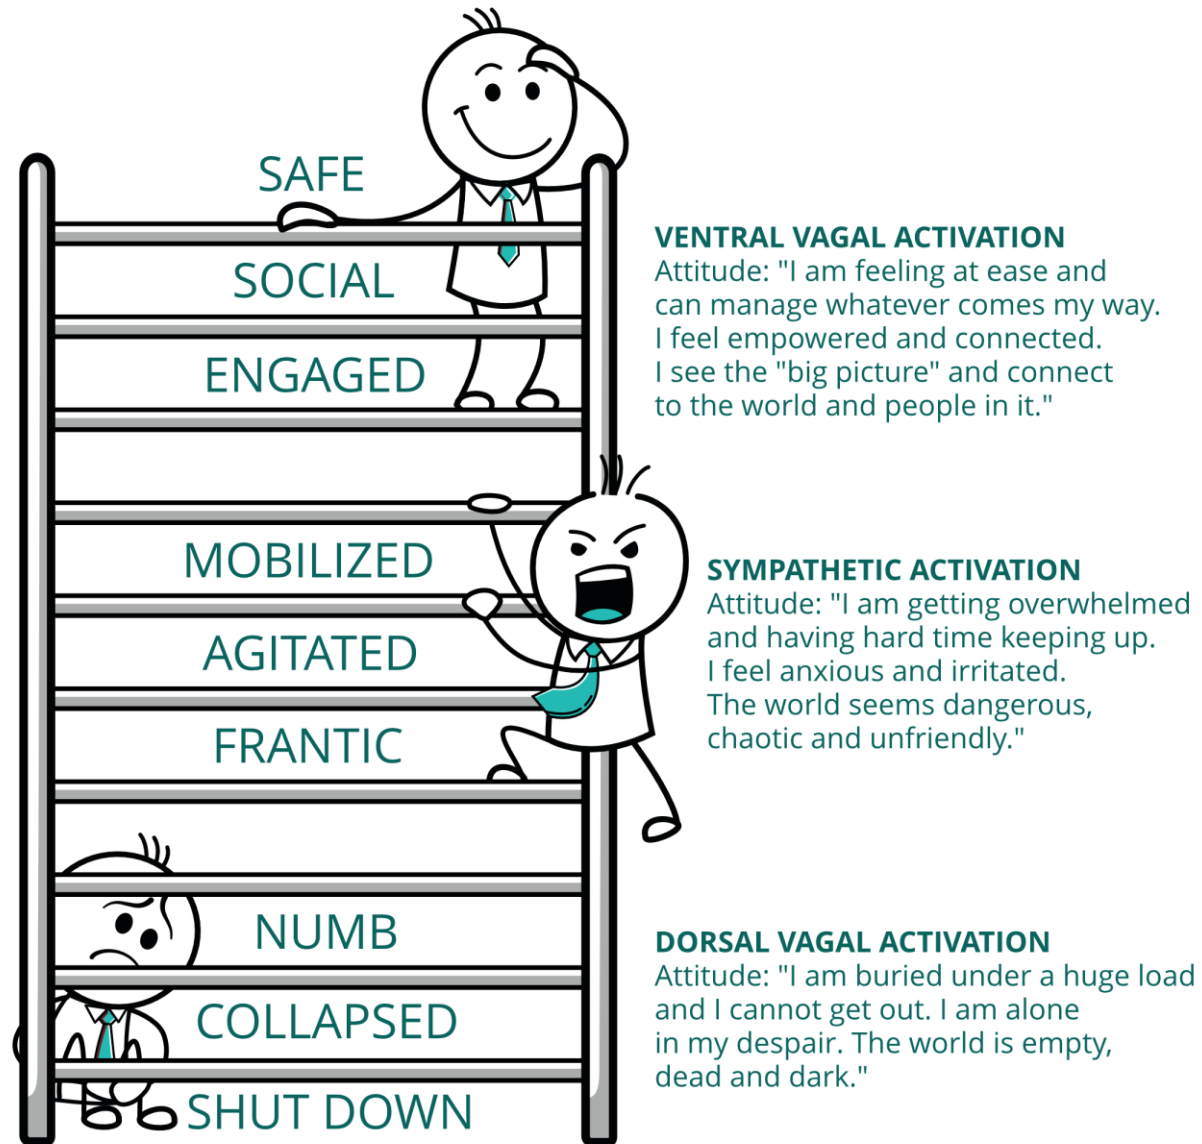 SAFE
SOCIAL
ENGAGED
VENTRAL VAGAL ACTIVATION
Attitude: "I am feeling at ease and
can manage whatever comes my way.
I feel empowered and connected.
I see the "big picture" and connect
to the world and people in it."
MOBILIZED
AGITATED
FRANTIC
SYMPATHETIC ACTIVATION
Attitude: "I am getting overwhelmed
and having hard time keeping up.
I feel anxious and irritated.
The world seems dangerous,
chaotic and unfriendly."
NUMB
COLLAPSED
SHUT DOWN
DORSAL VAGAL ACTIVATION
Attitude: "I am buried under a huge load
and I cannot get out. I am alone
in my despair. The world is empty,
dead and dark."